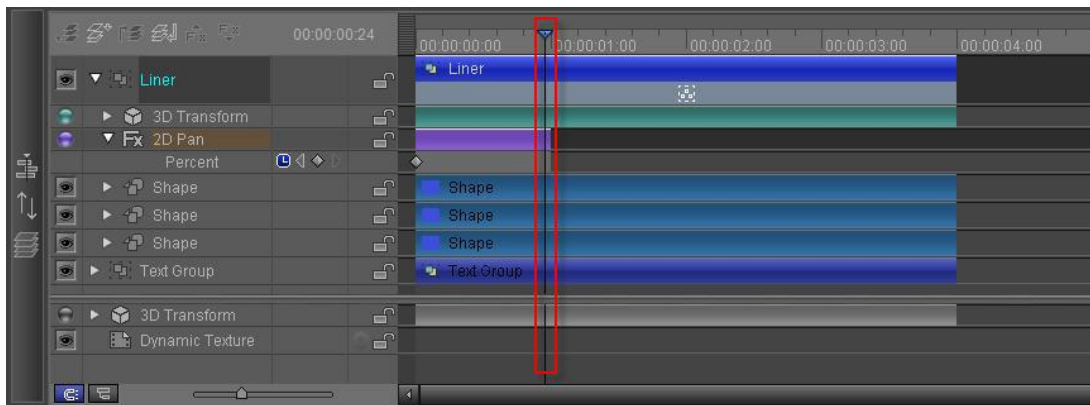 00:00:00:24
00:00:00:00 00:00:01:00 00:00:02:00 00:00:03:00 00:00:04:00
Liner Liner
3D Transform
Fx 2D Pan
Percent
Shape Shape
Shape Shape
Shape Shape
Text Group Text Group
3D Transform
Dynamic Texture